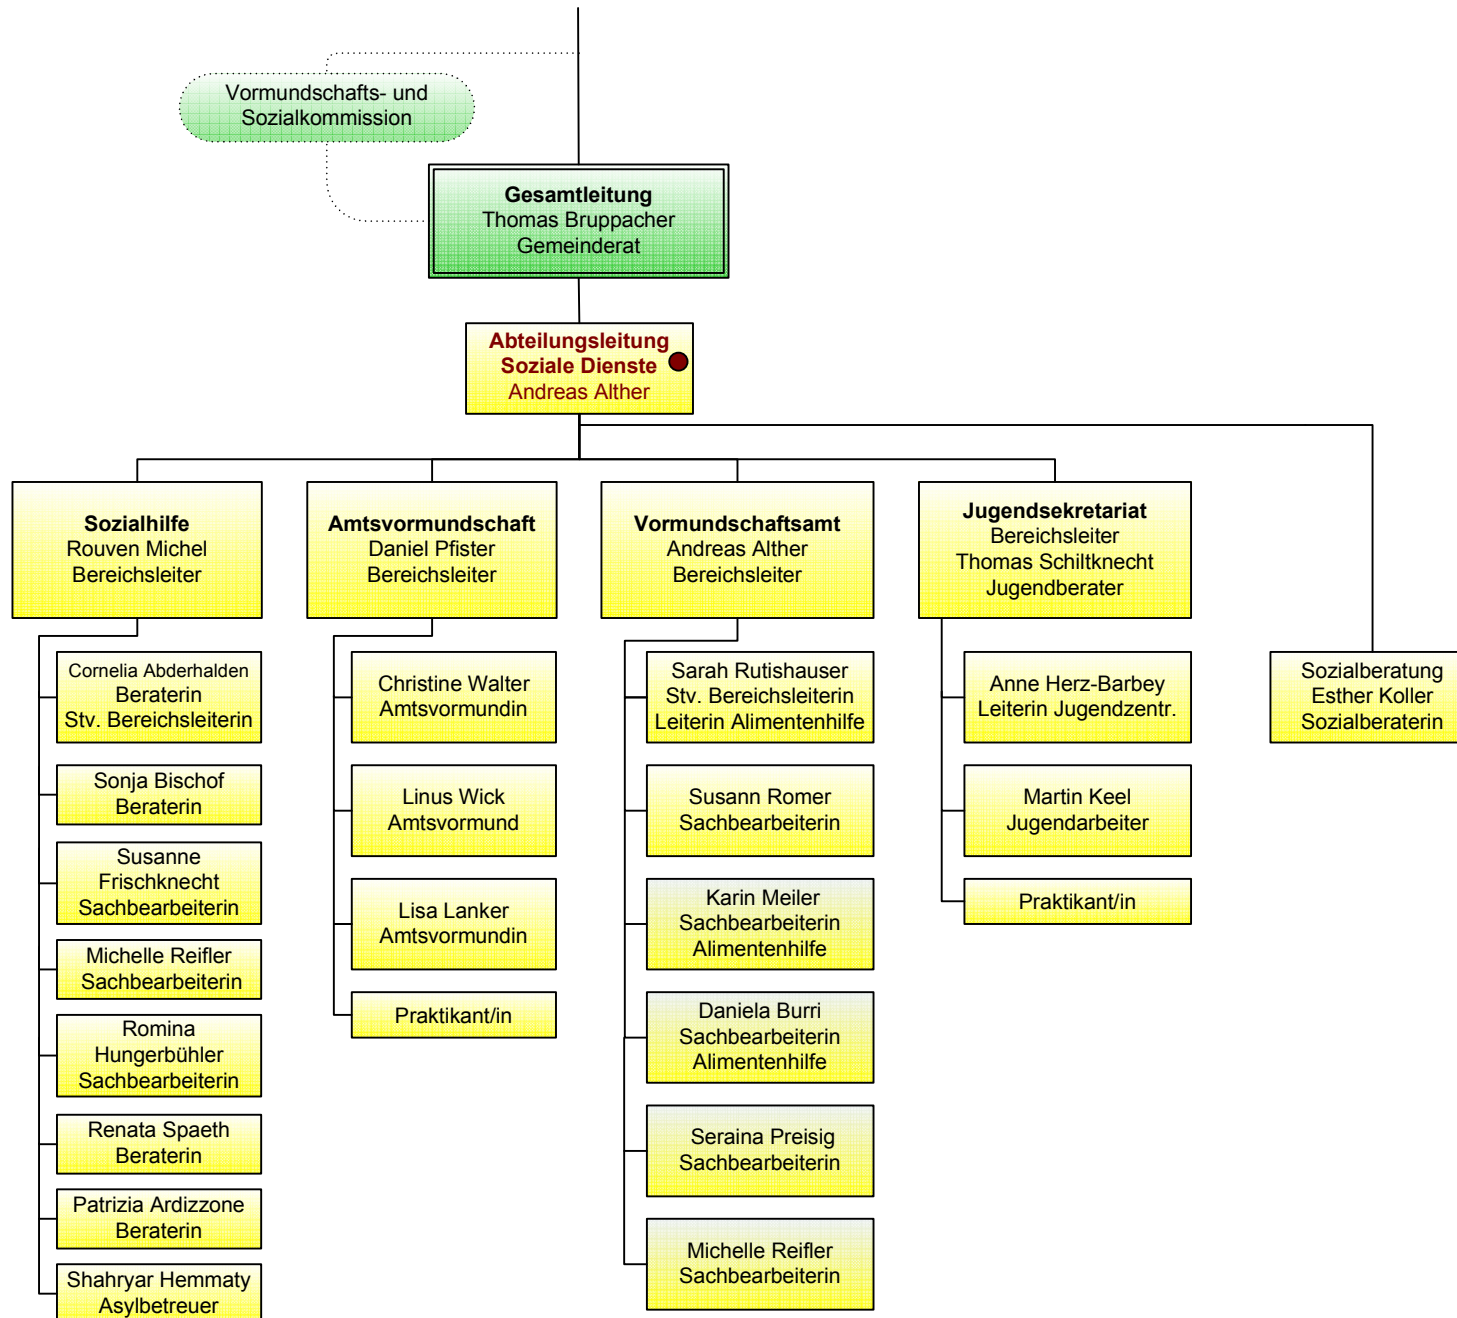 Vormundschafts- und
Sozialkommission
Gesamtleitung
Thomas Bruppacher
Gemeinderat
Abteilungsleitung
Soziale Dienste
Andreas Alther
Sozialhilfe
Rouven Michel
Bereichsleiter
Amtsvormundschaft
Daniel Pfister
Bereichsleiter
Vormundschaftsamt
Andreas Alther
Bereichsleiter
Jugendsekretariat
Bereichsleiter
Thomas Schiltknecht
Jugendberater
Cornelia Abderhalden
Beraterin
Stv. Bereichsleiterin
Sonja Bischof
Beraterin
Susanne
Frischknecht
Sachbearbeiterin
Michelle Reifler
Sachbearbeiterin
Romina
Hungerbühler
Sachbearbeiterin
Renata Spaeth
Beraterin
Patrizia Ardizzone
Beraterin
Shahryar Hemmaty
Asylbetreuer
Christine Walter
Amtsvormundin
Linus Wick
Amtsvormund
Lisa Lanker
Amtsvormundin
Praktikant/in
Sarah Rutishauser
Stv. Bereichsleiterin
Leiterin Alimentenhilfe
Susann Romer
Sachbearbeiterin
Karin Meiler
Sachbearbeiterin
Alimentenhilfe
Daniela Burri
Sachbearbeiterin
Alimentenhilfe
Seraina Preisig
Sachbearbeiterin
Michelle Reifler
Sachbearbeiterin
Anne Herz-Barbey
Leiterin Jugendzentr.
Martin Keel
Jugendarbeiter
Praktikant/in
Sozialberatung
Esther Koller
Sozialberaterin